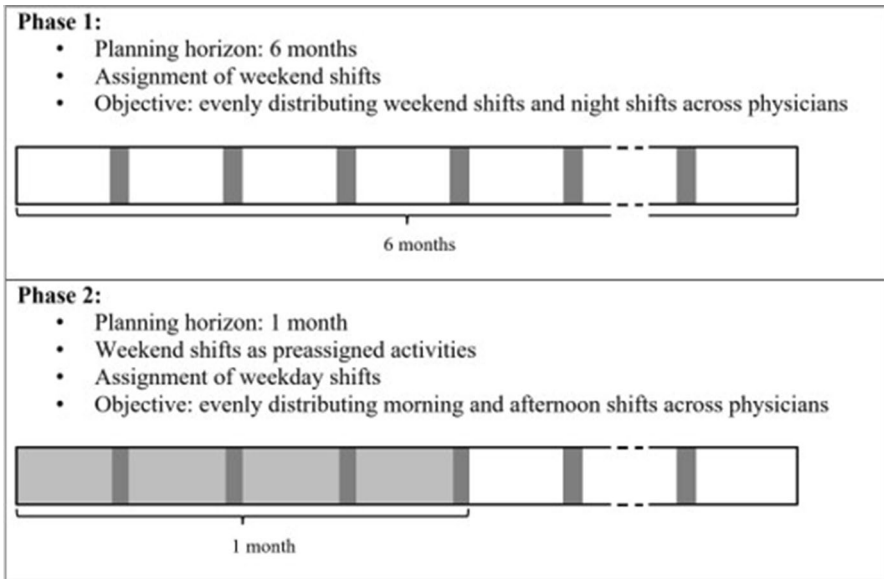 Phase 1:
• Planning horizon: 6 months
• Assignment of weekend shifts
• Objective: evenly distributing weekend shifts and night shifts across physicians
6 months
Phase 2:
• Planning horizon: 1 month
• Weekend shifts as preassigned activities
• Assignment of weekday shifts
• Objective: evenly distributing morning and afternoon shifts across physicians
1 month